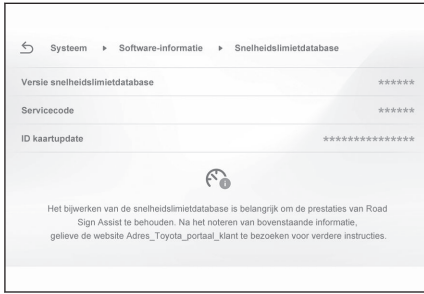 Systeem ▸ Software-informatie ▸ Snelheidslimietdatabase
Versie snelheidslimietdatabase ******
Servicecode ******
ID kaartupdate ***************
Het bijwerken van de snelheidslimietdatabase is belangrijk om de prestaties van Road
Sign Assist te behouden. Na het noteren van bovenstaande informatie,
gelieve de website Adres_Toyota_portaal_klant te bezoeken voor verdere instructies.